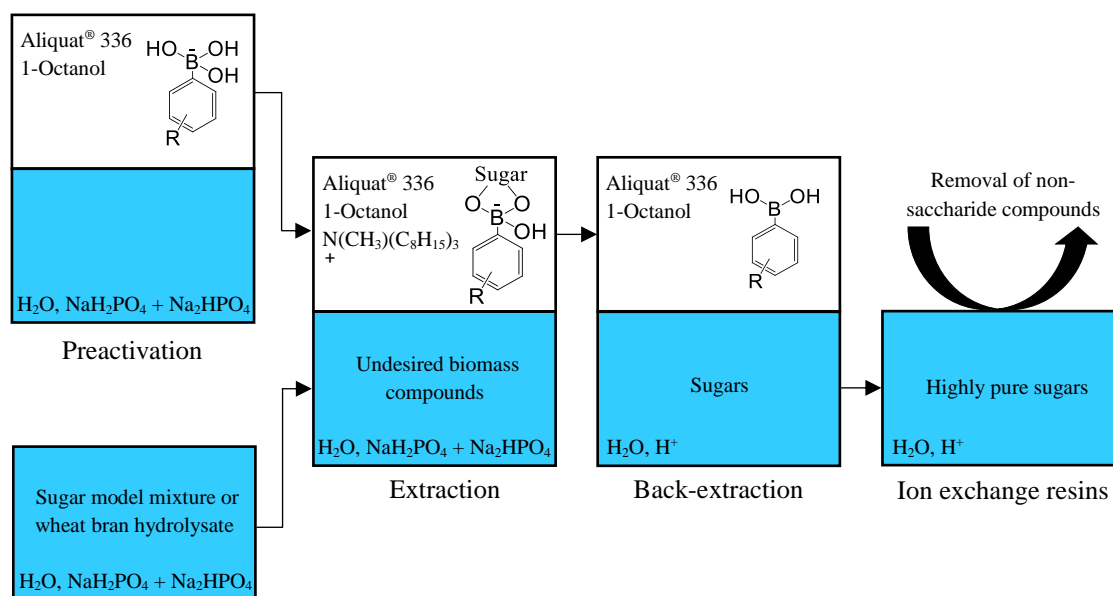 Aliquat® 336
1-Octanol
HO
B
-
OH
OH
R
H₂O, NaH₂PO₄ + Na₂HPO₄
Preactivation
Sugar model mixture or
wheat bran hydrolysate
H₂O, NaH₂PO₄ + Na₂HPO₄
Aliquat® 336
1-Octanol
N(CH₃)(C₈H₁₅)₃
+
Sugar
O
O
B
-
OH
R
Undesired biomass
compounds
H₂O, NaH₂PO₄ + Na₂HPO₄
Extraction
Aliquat® 336
1-Octanol
HO
OH
B
R
Sugars
H₂O, H⁺
Back-extraction
Removal of non-
saccharide compounds
Highly pure sugars
H₂O, H⁺
Ion exchange resins